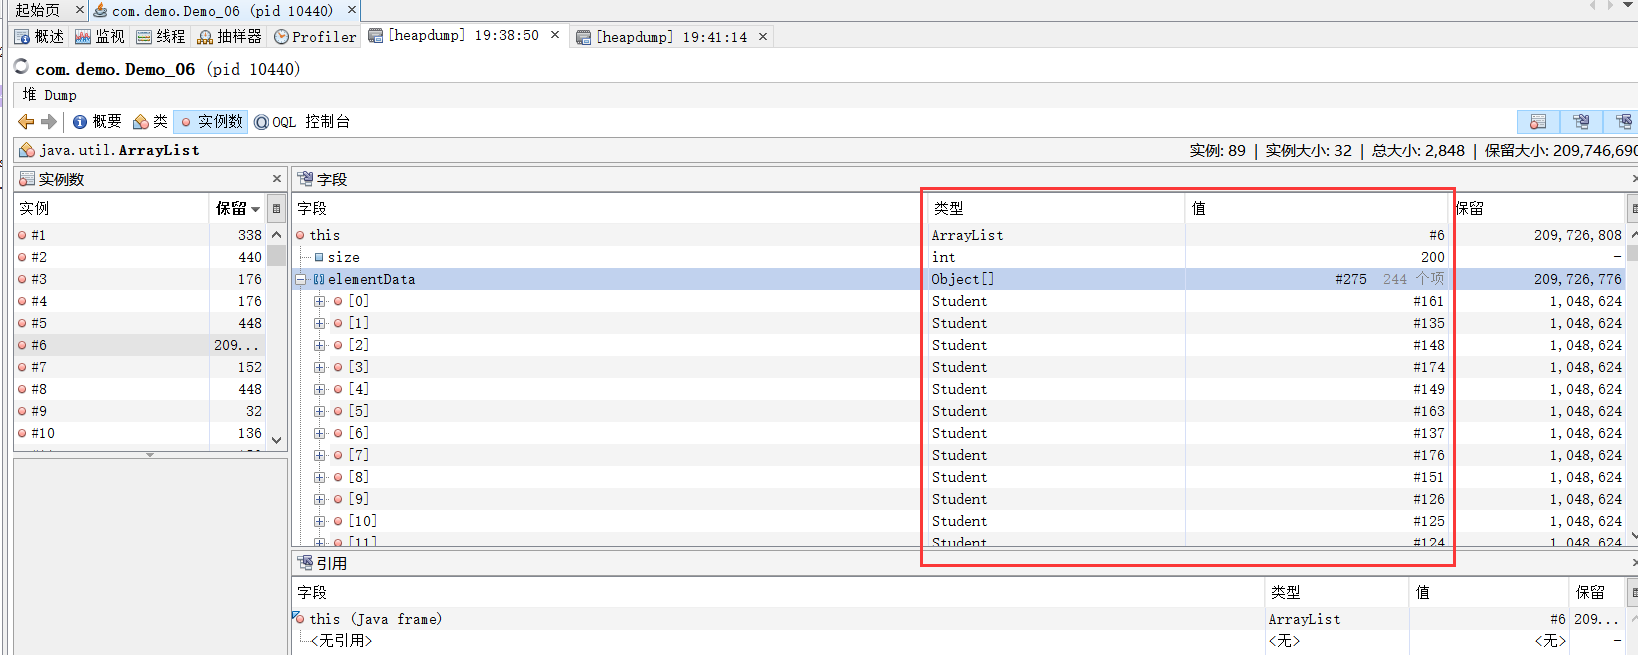 起始页 × com.demo.Demo_06 (pid 10440) ×
概述 监视 线程 抽样器 Profiler [heapdump] 19:38:50 × [heapdump] 19:41:14 ×
com.demo.Demo_06 (pid 10440)
堆 Dump
概要 类 实例数 OQL 控制台
java.util.ArrayList 实例: 89 | 实例大小: 32 | 总大小: 2,848 | 保留大小: 209,746,690
实例数 × 字段 ×
实例 保留 字段 类型 值 保留
#1 338 this ArrayList #6 209,726,808
#2 440 size int 200 -
#3 176 elementData Object[] #275 244 个项 209,726,776
#4 176 [0] Student #161 1,048,624
#5 448 [1] Student #135 1,048,624
#6 209... [2] Student #148 1,048,624
#7 152 [3] Student #174 1,048,624
#8 448 [4] Student #149 1,048,624
#9 32 [5] Student #163 1,048,624
#10 136 [6] Student #137 1,048,624
[7] Student #176 1,048,624
[8] Student #151 1,048,624
[9] Student #126 1,048,624
[10] Student #125 1,048,624
[11] Student #124 1,048,624
引用 ×
字段 类型 值 保留
this (Java frame) ArrayList #6 209...
<无引用> <无> <无> -